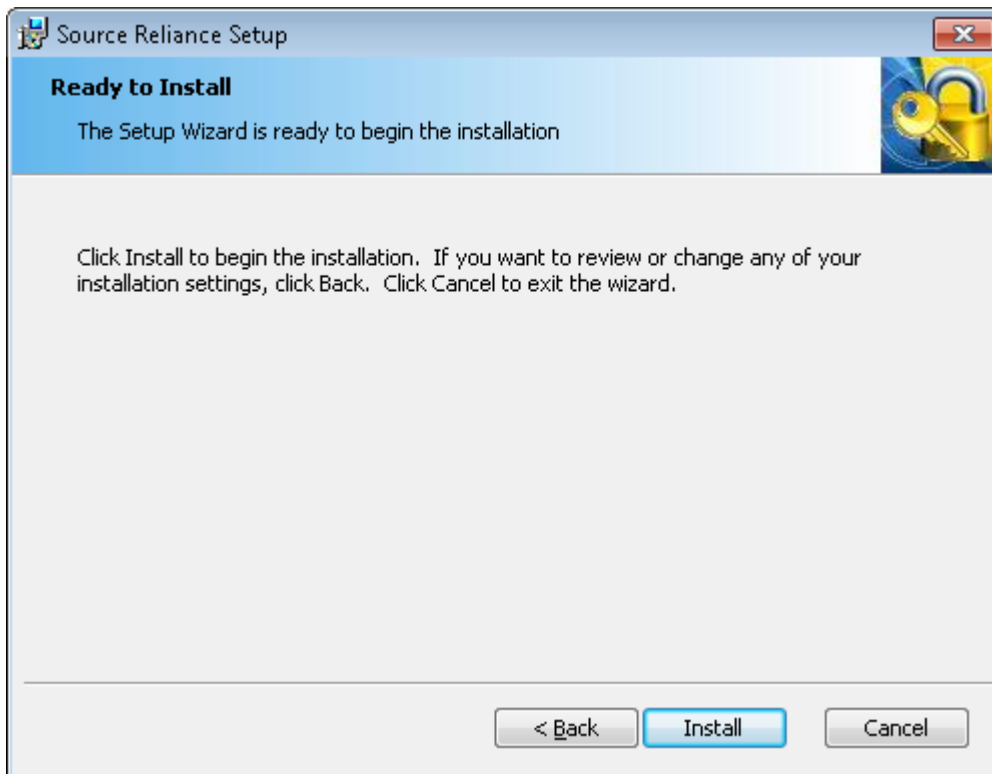 Source Reliance Setup
Ready to Install
The Setup Wizard is ready to begin the installation
Click Install to begin the installation.  If you want to review or change any of your
installation settings, click Back.  Click Cancel to exit the wizard.
< Back
Install
Cancel